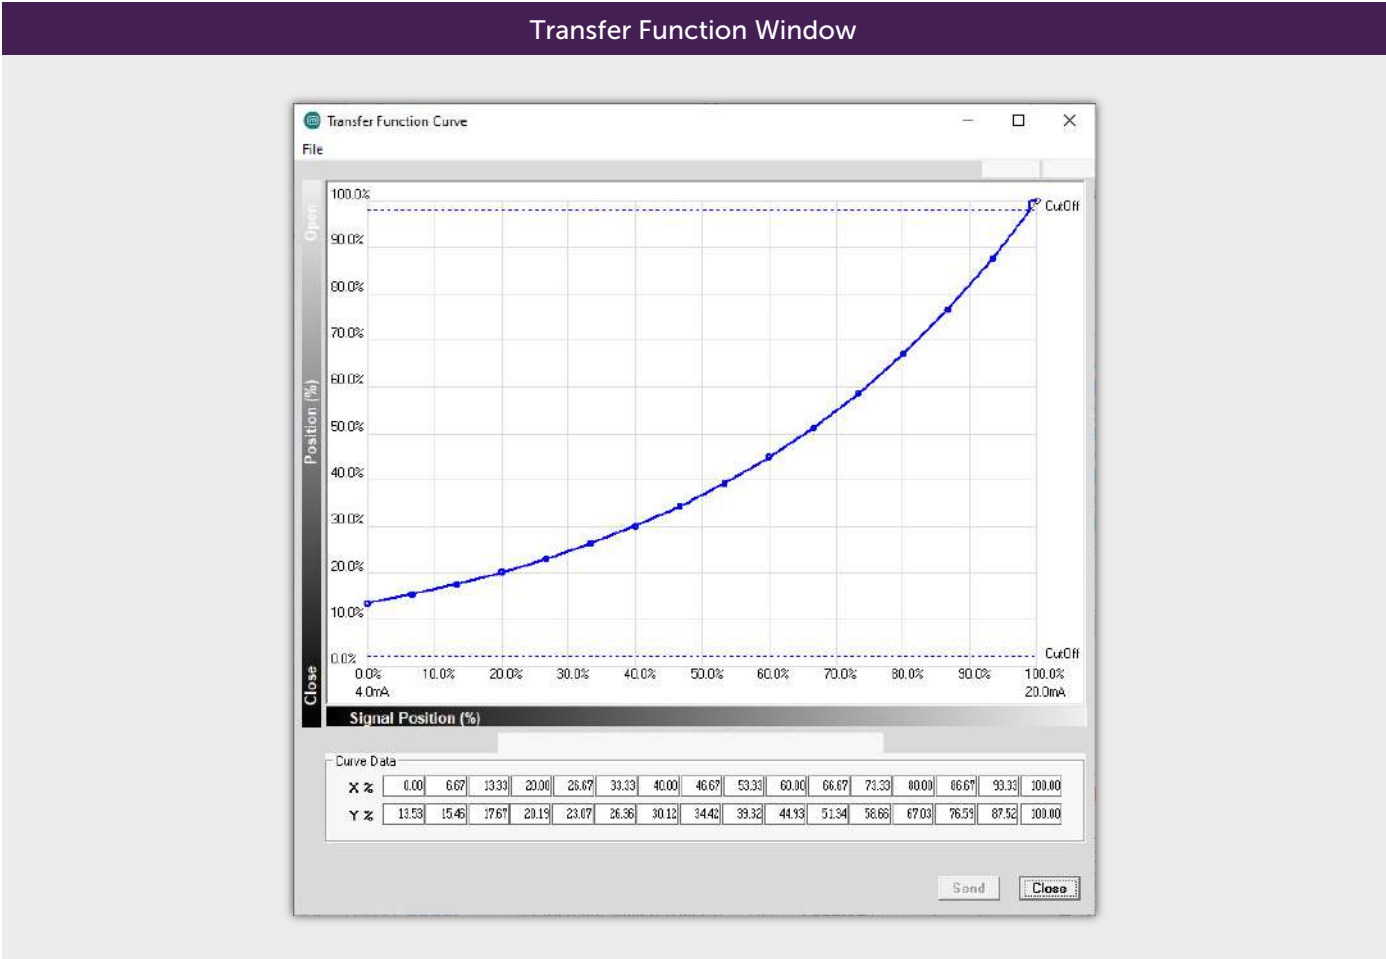 Transfer Function Window
Transfer Function Curve
File
Open
Position (%)
Close
100.0%
90.0%
80.0%
70.0%
60.0%
50.0%
40.0%
30.0%
20.0%
10.0%
0.0%
CutOff
CutOff
0.0% 10.0% 20.0% 30.0% 40.0% 50.0% 60.0% 70.0% 80.0% 90.0% 100.0%
4.0mA 20.0mA
Signal Position (%)
Curve Data
X % 0.00 6.67 13.33 20.00 26.67 33.33 40.00 46.67 53.33 60.00 66.67 73.33 80.00 86.67 93.33 100.00
Y % 13.53 15.46 17.67 20.19 23.07 26.36 30.12 34.42 39.32 44.93 51.34 58.66 67.03 76.59 87.52 100.00
Send Close